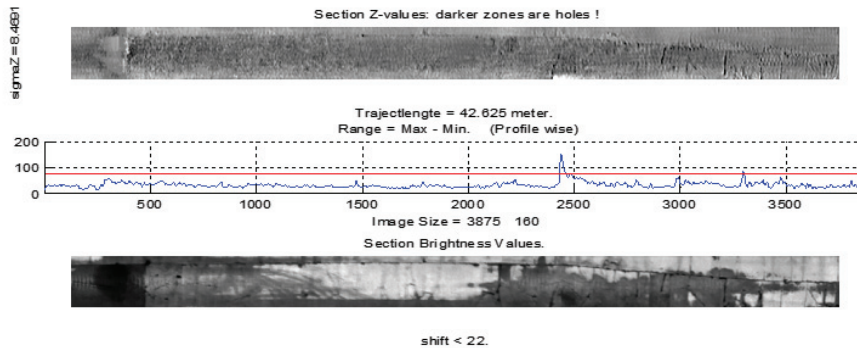 Section Z-values: darker zones are holes !
sigmaZ = 8.4691
Trajectlengte = 42.625 meter.
Range = Max - Min. (Profile wise)
200
100
0
500 1000 1500 2000 2500 3000 3500
Image Size = 3875 160
Section Brightness Values.
shift < 22.